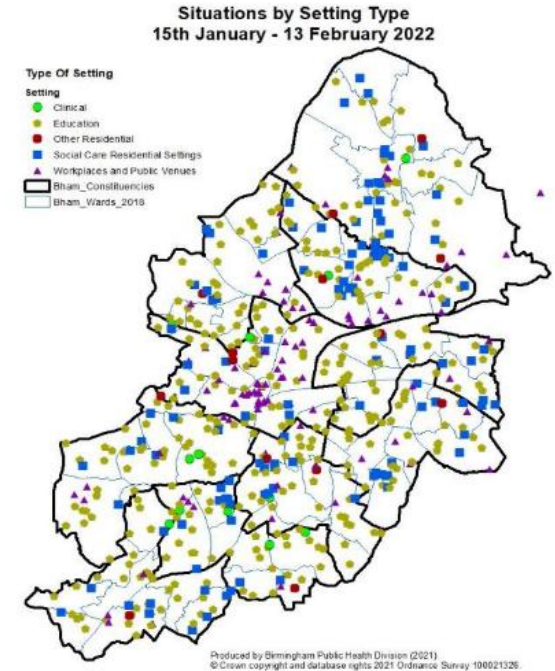 Situations by Setting Type
15th January - 13 February 2022
Type Of Setting
Setting
Clinical
Education
Other Residential
Social Care Residential Settings
Workplaces and Public Venues
Bham_Constituencies
Bham_Wards_2018
Produced by Birmingham Public Health Division (2021)
© Crown copyright and database rights 2021 Ordnance Survey 100021326.